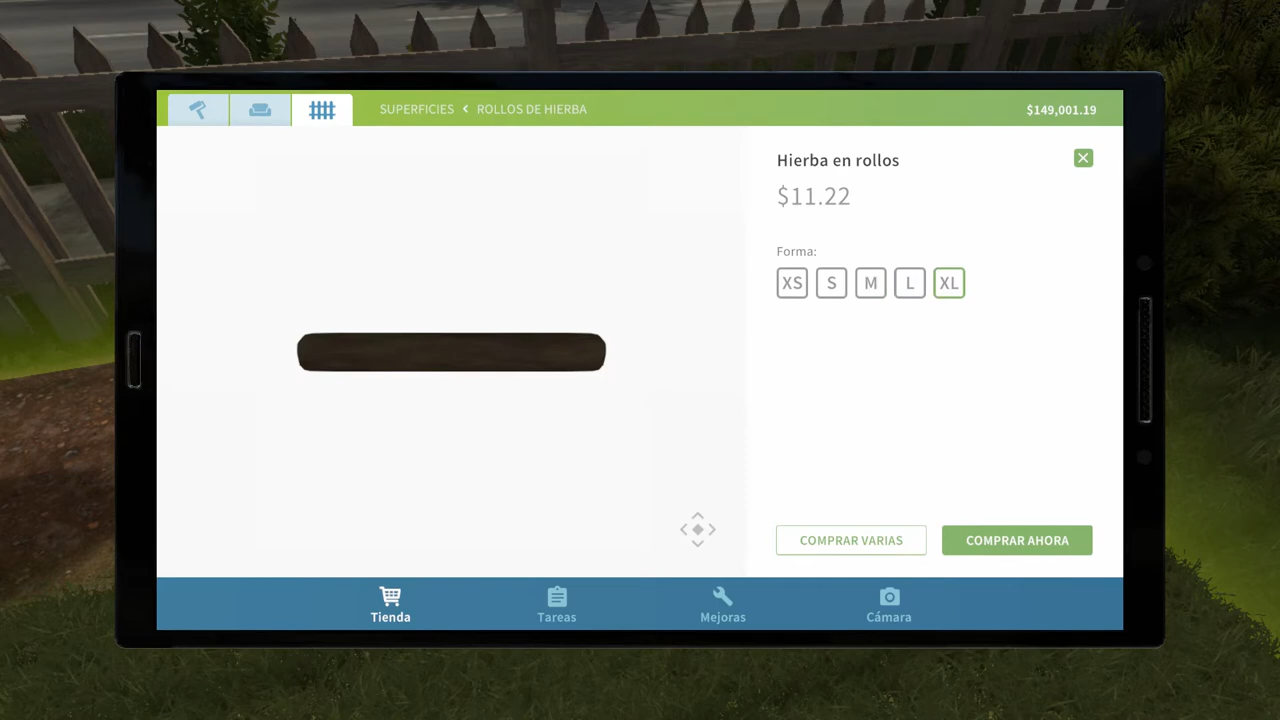 SUPERFICIES < ROLLOS DE HIERBA
$149,001.19
Hierba en rollos
$11.22
Forma:
XS S M L XL
COMPRAR VARIAS
COMPRAR AHORA
Tienda
Tareas
Mejoras
Cámara